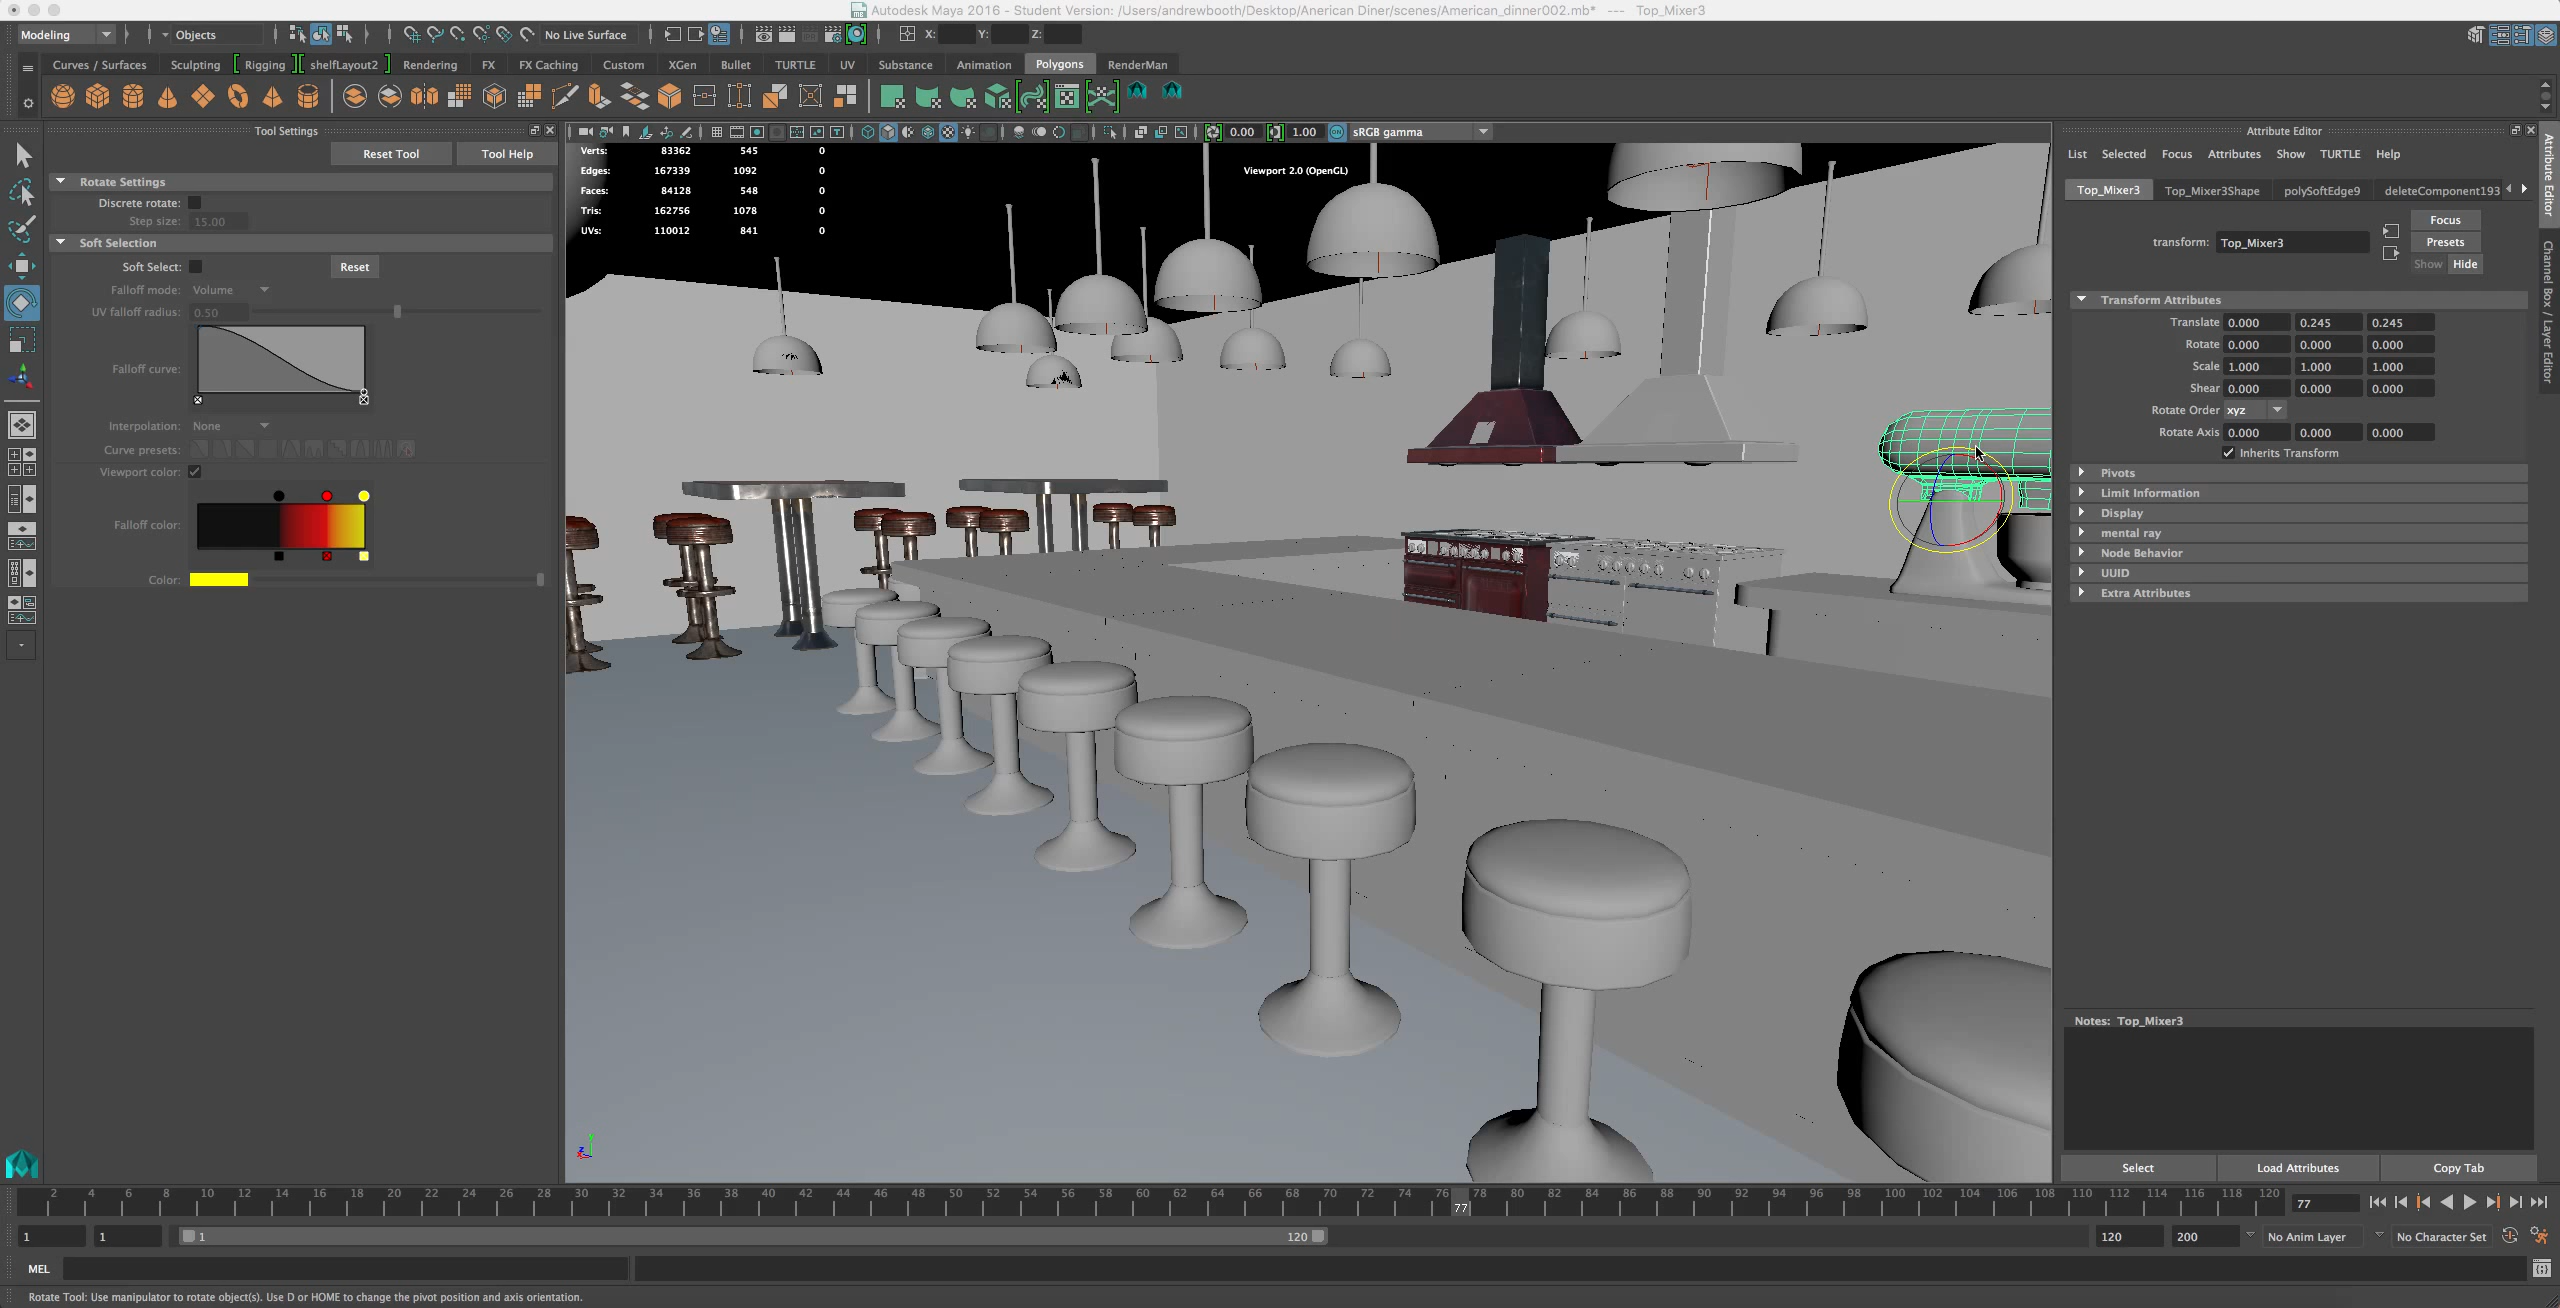 Autodesk Maya 2016 - Student Version: /Users/andrewbooth/Desktop/Anerican Diner/scenes/American_dinner002.mb* --- Top_Mixer3
Modeling Objects No Live Surface X: Y: Z:
Curves / Surfaces Sculpting Rigging shelfLayout2 Rendering FX FX Caching Custom XGen Bullet TURTLE UV Substance Animation Polygons RenderMan
Tool Settings
Reset Tool Tool Help
Rotate Settings
Discrete rotate:
Step size: 15.00
Soft Selection
Soft Select: Reset
Falloff mode: Volume
UV falloff radius: 0.50
Falloff curve:
Interpolation: None
Curve presets:
Viewport color:
Falloff color:
Color:
0.00 1.00 ON sRGB gamma
Verts: 83362 545 0
Edges: 167339 1092 0
Faces: 84128 548 0
Tris: 162756 1078 0
UVs: 110012 841 0
Viewport 2.0 (OpenGL)
Attribute Editor
List Selected Focus Attributes Show TURTLE Help
Top_Mixer3 Top_Mixer3Shape polySoftEdge9 deleteComponent193
Focus
transform: Top_Mixer3 Presets
Show Hide
Transform Attributes
Translate 0.000 0.245 0.245
Rotate 0.000 0.000 0.000
Scale 1.000 1.000 1.000
Shear 0.000 0.000 0.000
Rotate Order xyz
Rotate Axis 0.000 0.000 0.000
Inherits Transform
Pivots
Limit Information
Display
mental ray
Node Behavior
UUID
Extra Attributes
Notes: Top_Mixer3
Select Load Attributes Copy Tab
Attribute Editor
Channel Box / Layer Editor
2 4 6 8 10 12 14 16 18 20 22 24 26 28 30 32 34 36 38 40 42 44 46 48 50 52 54 56 58 60 62 64 66 68 70 72 74 76 78 80 82 84 86 88 90 92 94 96 98 100 102 104 106 108 110 112 114 116 118 120
77 77
1 1 1 120 120 200 No Anim Layer No Character Set
MEL
Rotate Tool: Use manipulator to rotate object(s). Use D or HOME to change the pivot position and axis orientation.